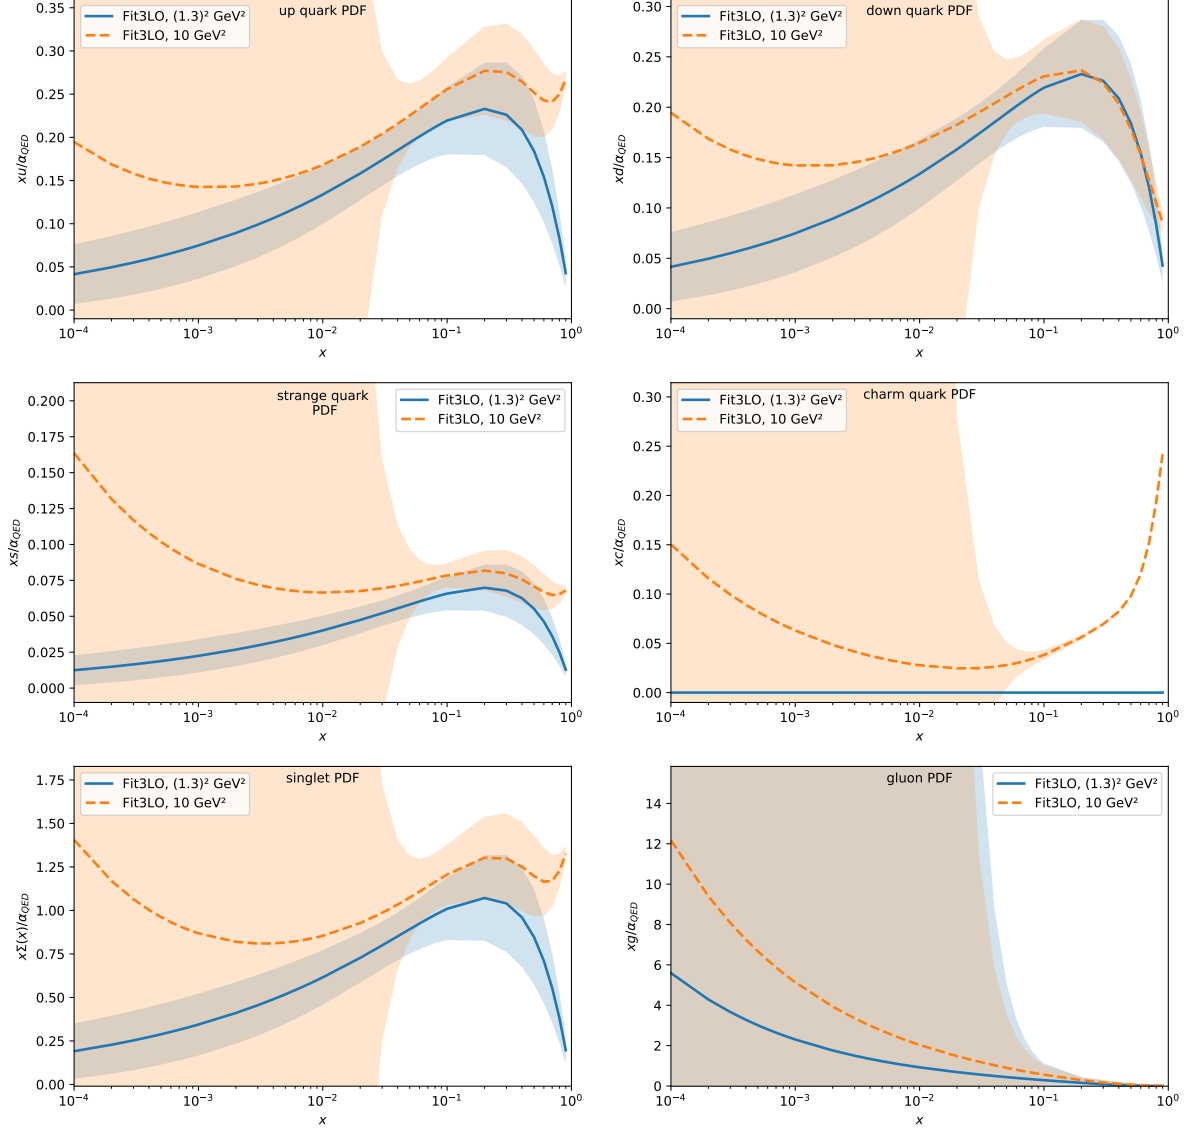 up quark PDF
Fit3LO, (1.3)² GeV²
Fit3LO, 10 GeV²
xu/α_QED
0.35
0.30
0.25
0.20
0.15
0.10
0.05
0.00
10⁻⁴ 10⁻³ 10⁻² 10⁻¹ 10⁰
x
down quark PDF
Fit3LO, (1.3)² GeV²
Fit3LO, 10 GeV²
xd/α_QED
0.30
0.25
0.20
0.15
0.10
0.05
0.00
10⁻⁴ 10⁻³ 10⁻² 10⁻¹ 10⁰
x
strange quark
PDF
Fit3LO, (1.3)² GeV²
Fit3LO, 10 GeV²
xs/α_QED
0.200
0.175
0.150
0.125
0.100
0.075
0.050
0.025
0.000
10⁻⁴ 10⁻³ 10⁻² 10⁻¹ 10⁰
x
charm quark PDF
Fit3LO, (1.3)² GeV²
Fit3LO, 10 GeV²
xc/α_QED
0.30
0.25
0.20
0.15
0.10
0.05
0.00
10⁻⁴ 10⁻³ 10⁻² 10⁻¹ 10⁰
x
singlet PDF
Fit3LO, (1.3)² GeV²
Fit3LO, 10 GeV²
xΣ(x)/α_QED
1.75
1.50
1.25
1.00
0.75
0.50
0.25
0.00
10⁻⁴ 10⁻³ 10⁻² 10⁻¹ 10⁰
x
gluon PDF
Fit3LO, (1.3)² GeV²
Fit3LO, 10 GeV²
xg/α_QED
14
12
10
8
6
4
2
0
10⁻⁴ 10⁻³ 10⁻² 10⁻¹ 10⁰
x